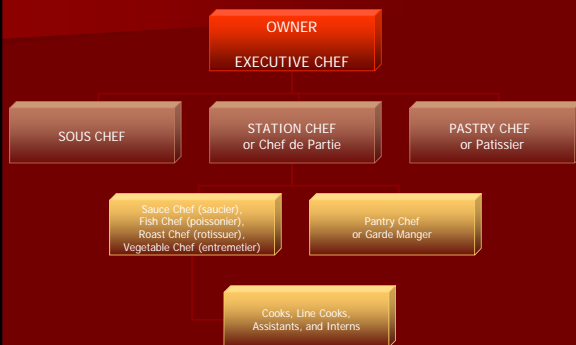 OWNER
EXECUTIVE CHEF
SOUS CHEF
STATION CHEF
or Chef de Partie
PASTRY CHEF
or Patissier
Sauce Chef (saucier),
Fish Chef (poissonier),
Roast Chef (rotissuer),
Vegetable Chef (entremetier)
Pantry Chef
or Garde Manger
Cooks, Line Cooks,
Assistants, and Interns